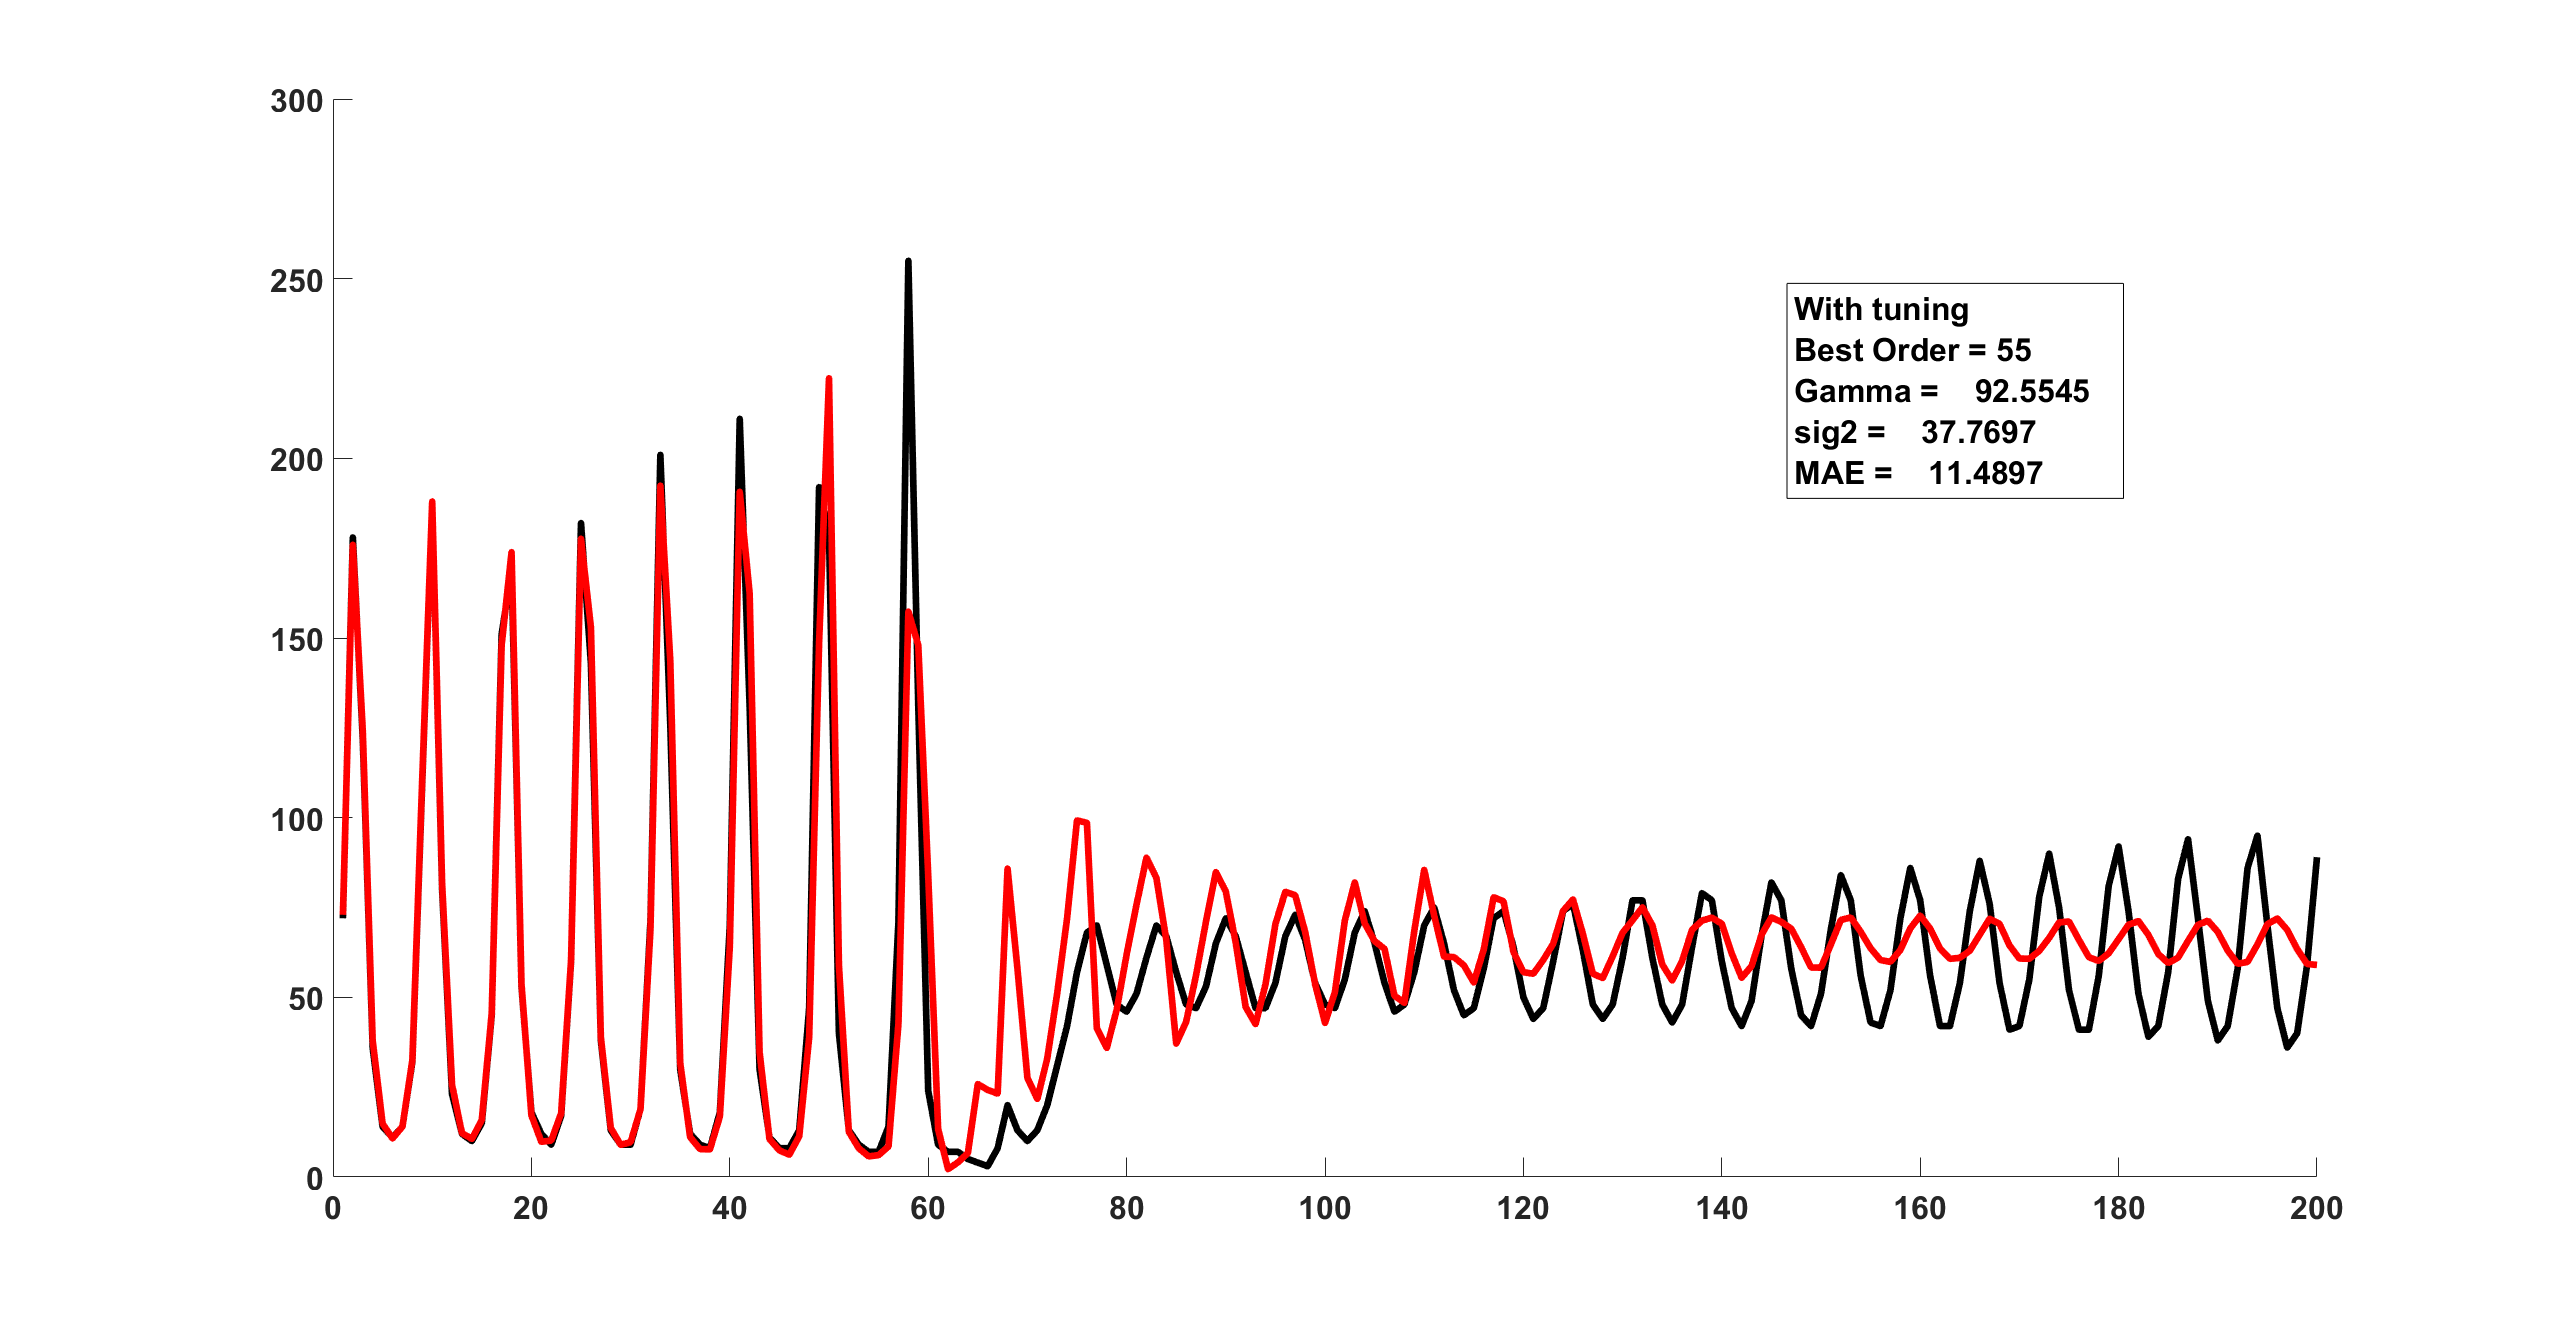 300
250
200
150
100
50
0
0 20 40 60 80 100 120 140 160 180 200
With tuning
Best Order = 55
Gamma = 92.5545
sig2 = 37.7697
MAE = 11.4897